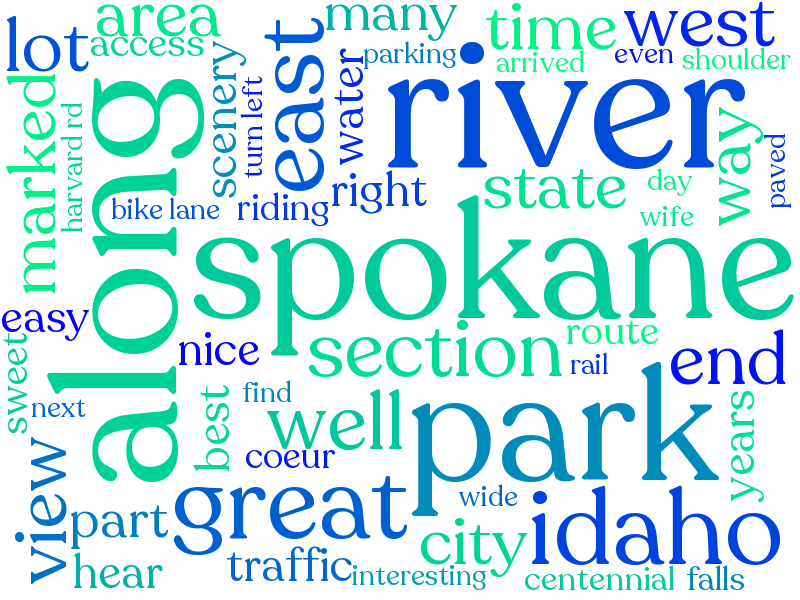 lot
area
access
many
parking
time
arrived
west
even
shoulder
marked
harvard rd
along
scenery
turn left
east
water
river
way
paved
bike lane
riding
right
state
day
wife
spokane
easy
nice
section
route
rail
end
sweet
next
best
find
well
park
years
coeur
view
part
great
wide
idaho
city
hear
traffic
interesting
centennial
falls